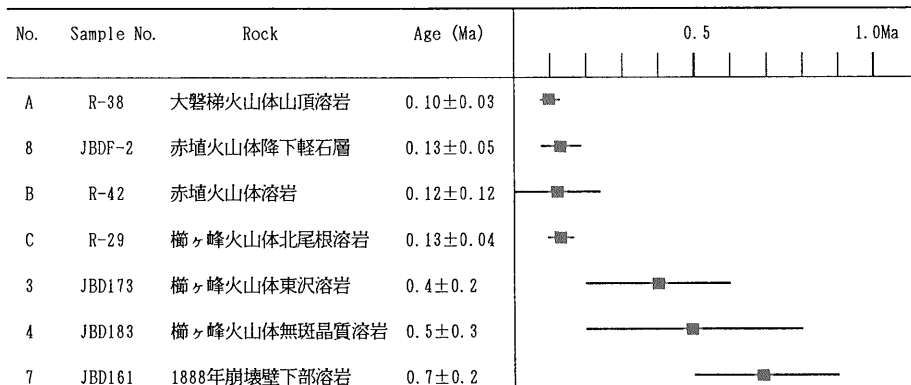 No. Sample No. Rock Age (Ma) 0.5 1.0Ma
A R-38 大磐梯火山体山頂溶岩 0.10±0.03
8 JBDF-2 赤埴火山体降下軽石層 0.13±0.05
B R-42 赤埴火山体溶岩 0.12±0.12
C R-29 櫛ヶ峰火山体北尾根溶岩 0.13±0.04
3 JBD173 櫛ヶ峰火山体東沢溶岩 0.4±0.2
4 JBD183 櫛ヶ峰火山体無斑晶質溶岩 0.5±0.3
7 JBD161 1888年崩壊壁下部溶岩 0.7±0.2